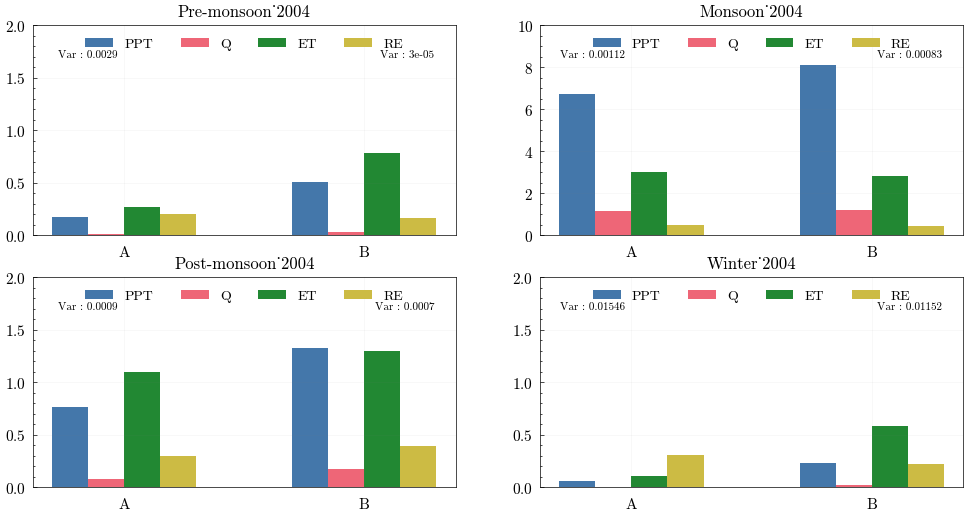 Pre-monsoon˙2004
2.0
1.5
1.0
0.5
0.0
PPT Q ET RE
Var : 0.0029 Var : 3e-05
A B
Monsoon˙2004
10
8
6
4
2
0
PPT Q ET RE
Var : 0.00112 Var : 0.00083
A B
Post-monsoon˙2004
2.0
1.5
1.0
0.5
0.0
PPT Q ET RE
Var : 0.0009 Var : 0.0007
A B
Winter˙2004
2.0
1.5
1.0
0.5
0.0
PPT Q ET RE
Var : 0.01546 Var : 0.01152
A B